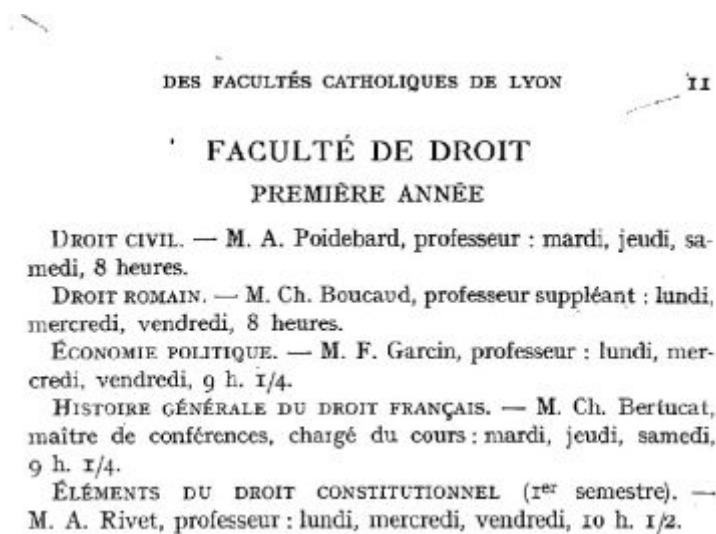 DES FACULTÉS CATHOLIQUES DE LYON 11
FACULTÉ DE DROIT
PREMIÈRE ANNÉE
DROIT CIVIL. — M. A. Poidebard, professeur : mardi, jeudi, sa-
medi, 8 heures.
DROIT ROMAIN. — M. Ch. Boucaud, professeur suppléant : lundi,
mercredi, vendredi, 8 heures.
ÉCONOMIE POLITIQUE. — M. F. Garcin, professeur : lundi, mer-
credi, vendredi, 9 h. 1/4.
HISTOIRE GÉNÉRALE DU DROIT FRANÇAIS. — M. Ch. Bertucat,
maître de conférences, chargé du cours : mardi, jeudi, samedi,
9 h. 1/4.
ÉLÉMENTS DU DROIT CONSTITUTIONNEL (1er semestre). —
M. A. Rivet, professeur : lundi, mercredi, vendredi, 10 h. 1/2.